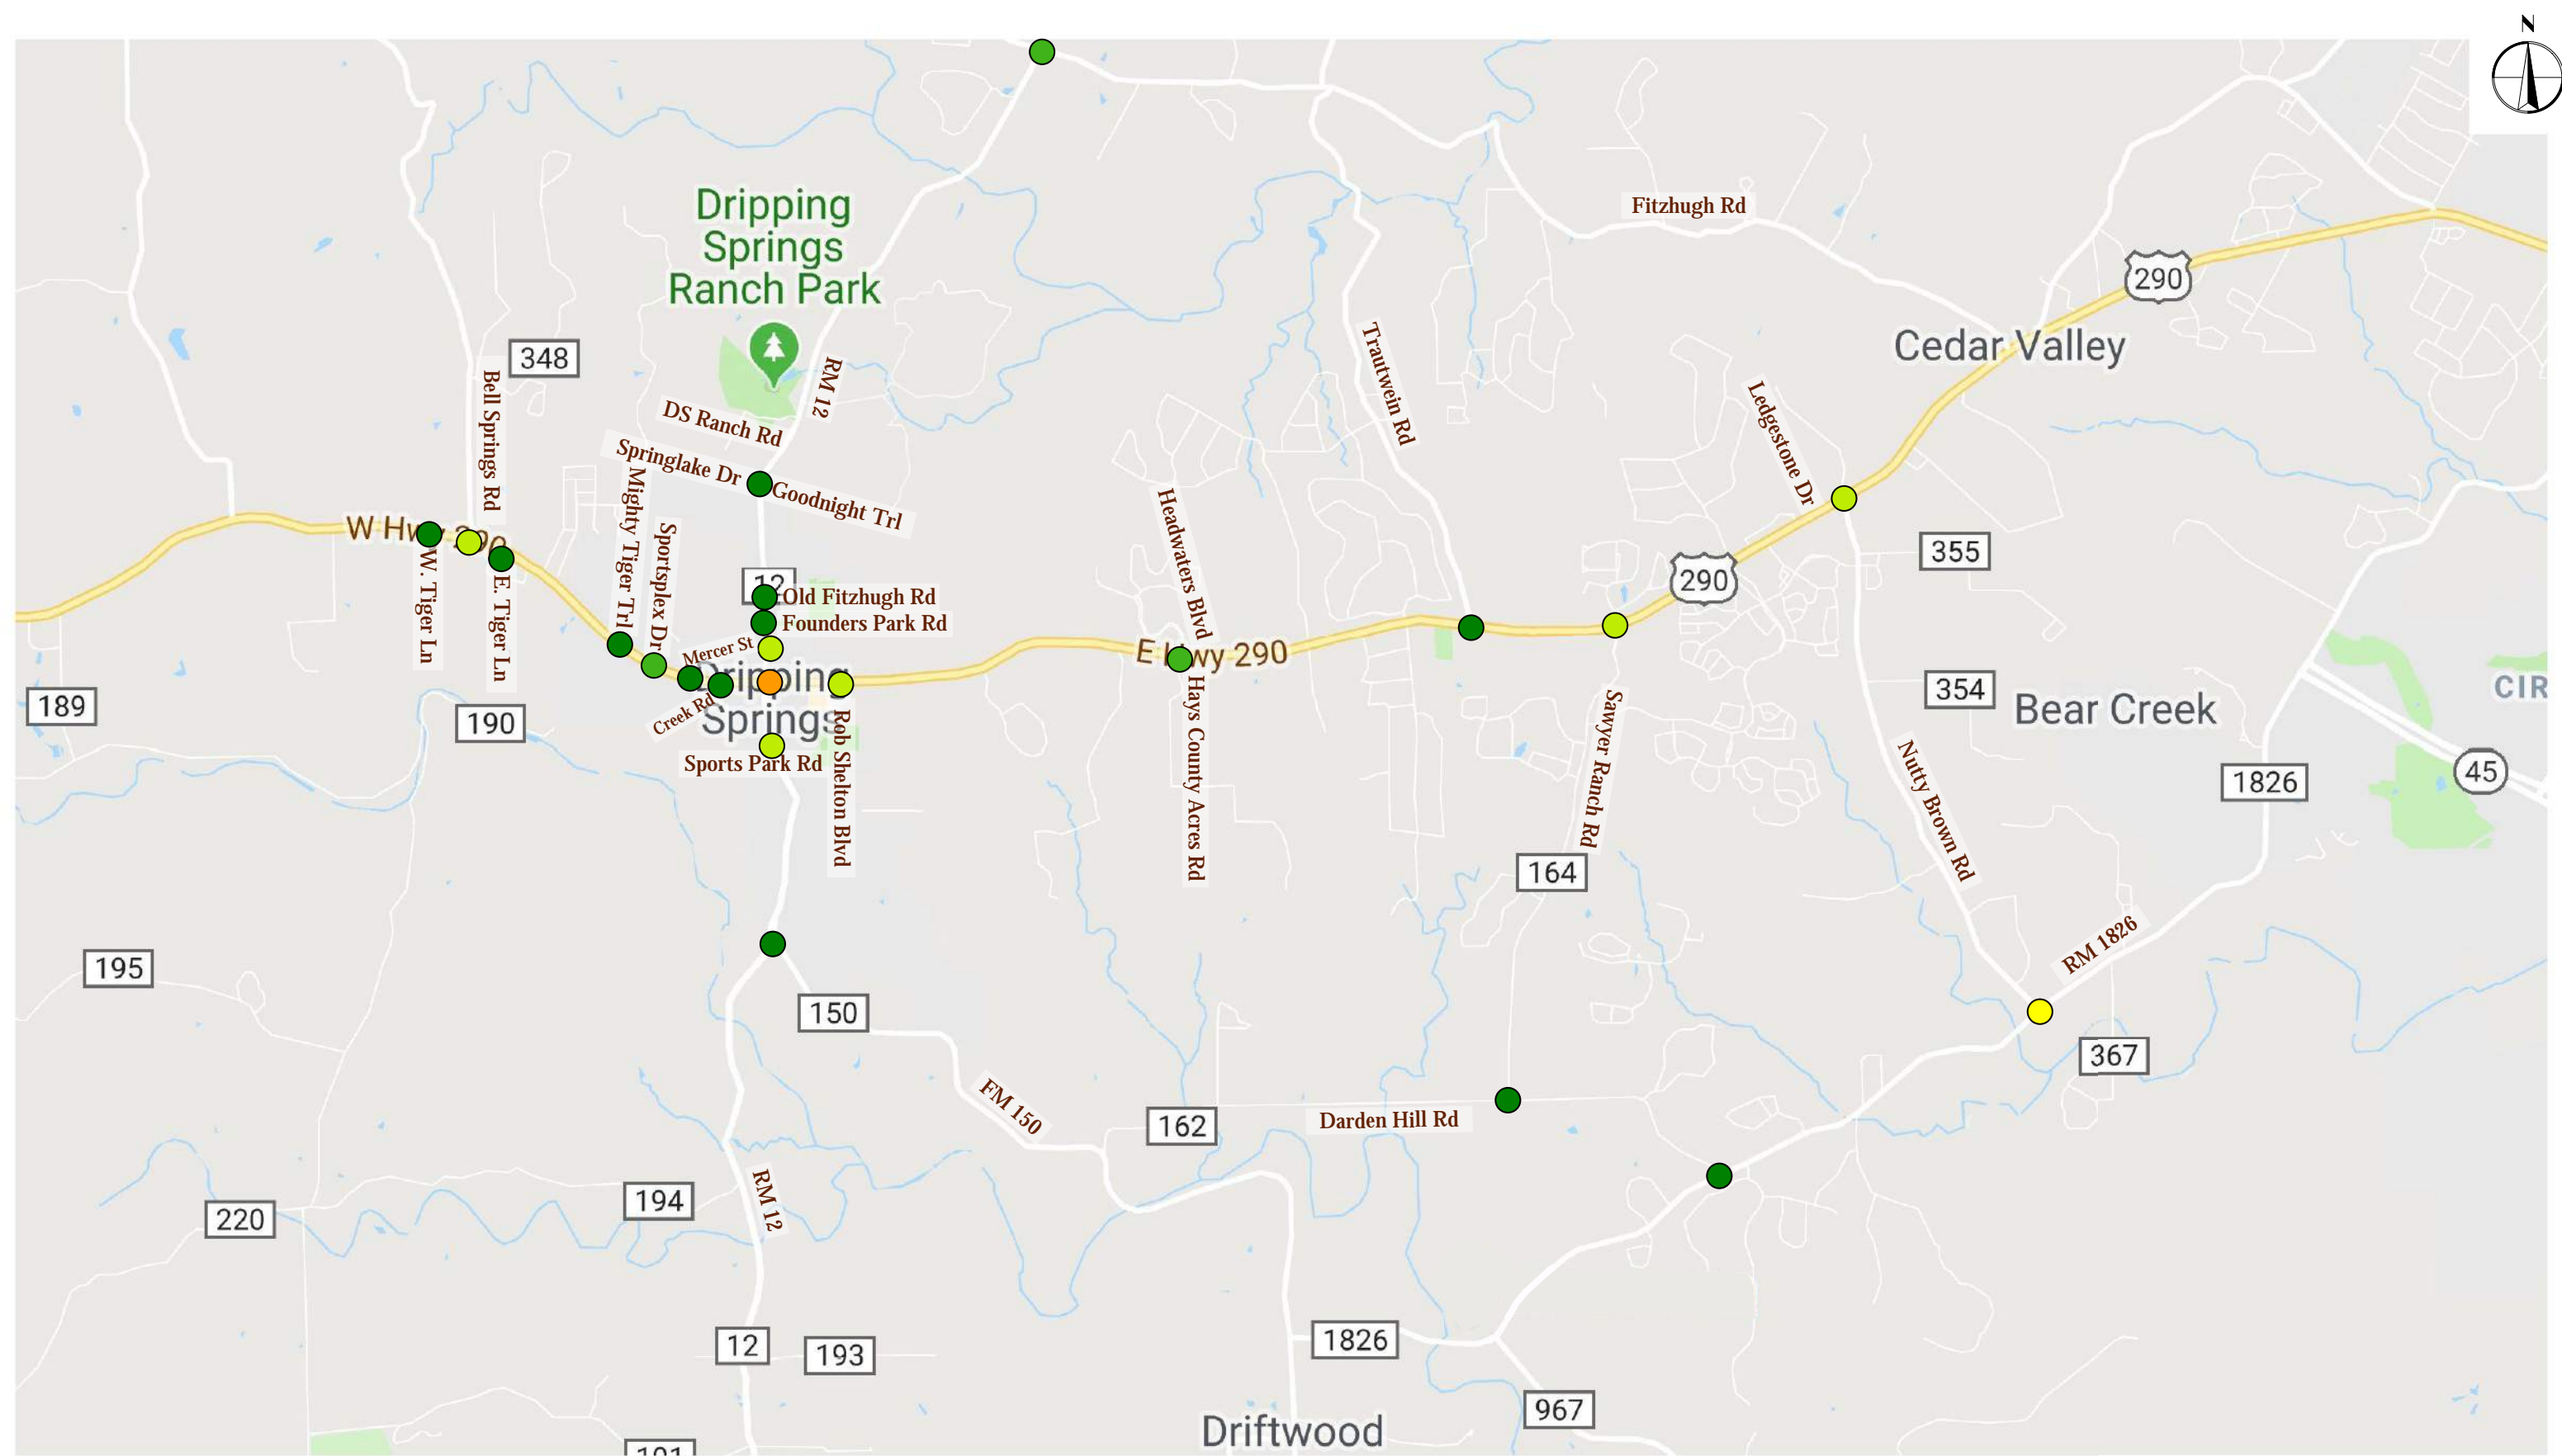 N
Dripping
Springs
Ranch Park
Fitzhugh Rd
290
Cedar Valley
348
RM 12
Trautwein Rd
Bell Springs Rd
DS Ranch Rd
Ledgestone Dr
Springlake Dr
Goodnight Trl
Mighty Tiger Trl
Sportsplex Dr
Headwaters Blvd
W Hwy 290
W. Tiger Ln
E. Tiger Ln
12
Old Fitzhugh Rd
Founders Park Rd
Mercer St
290
355
E Hwy 290
Dripping
Springs
Creek Rd
Sports Park Rd
Rob Shelton Blvd
Hays County Acres Rd
Sawyer Ranch Rd
354
Bear Creek
CIR
189
190
Nutty Brown Rd
1826
45
164
RM 1826
195
150
367
FM 150
162
Darden Hill Rd
RM 12
194
220
12
193
1826
967
Driftwood
191